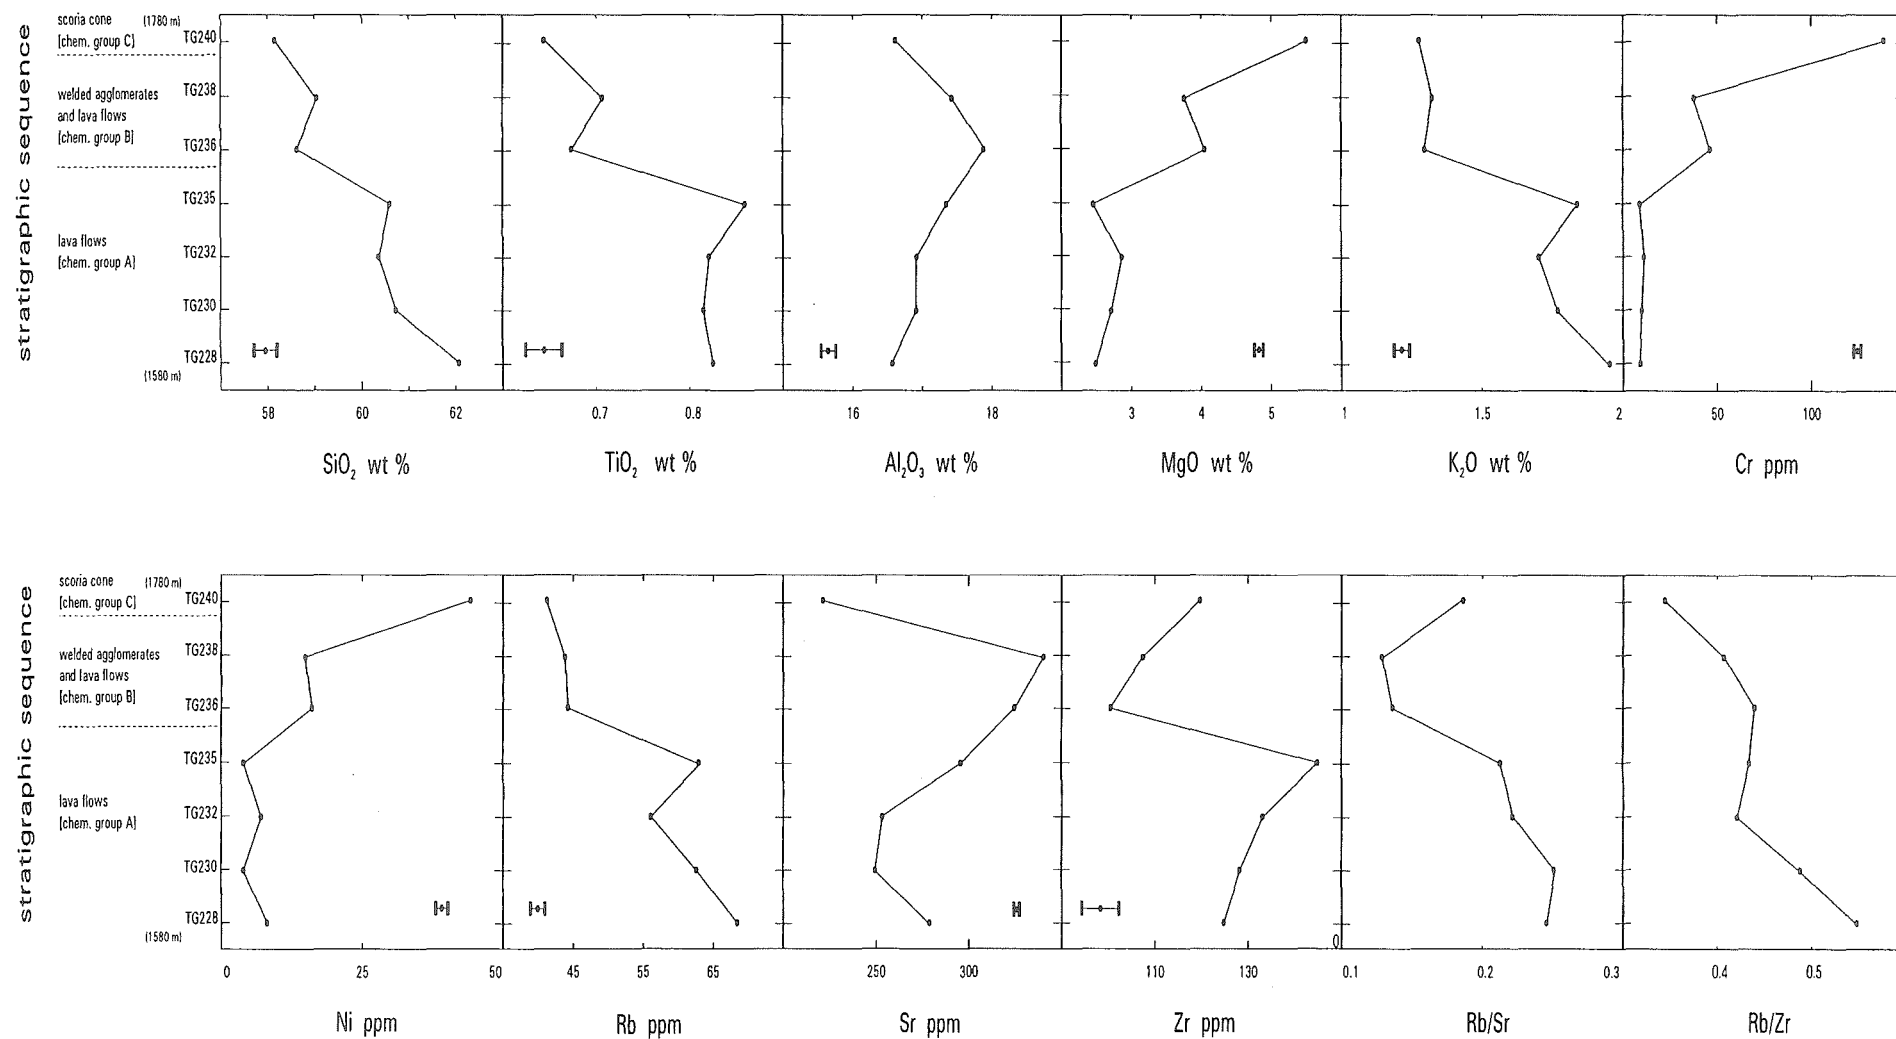 stratigraphic sequence
scoria cone (1780 m)
[chem. group C] TG240
welded agglomerates TG238
and lava flows
[chem. group B] TG236
TG235
lava flows
[chem. group A] TG232
TG230
TG228
(1580 m)
58 60 62 0.7 0.8 16 18 3 4 5 1 1.5 2 50 100
SiO2 wt % TiO2 wt % Al2O3 wt % MgO wt % K2O wt % Cr ppm
stratigraphic sequence
scoria cone (1780 m)
[chem. group C] TG240
welded agglomerates TG238
and lava flows
[chem. group B] TG236
TG235
lava flows
[chem. group A] TG232
TG230
TG228
(1580 m) 0
0 25 50 45 55 65 250 300 110 130 0.1 0.2 0.3 0.4 0.5
Ni ppm Rb ppm Sr ppm Zr ppm Rb/Sr Rb/Zr